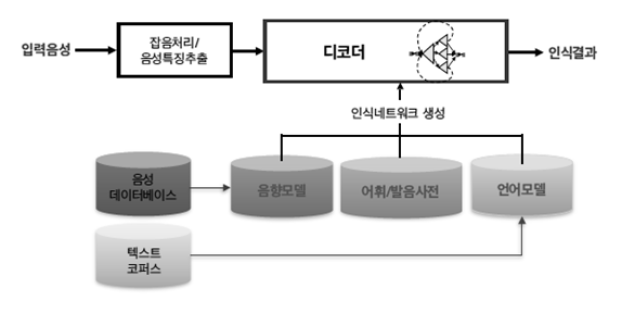 입력음성
잡음처리/
음성특징추출
디코더
인식결과
인식네트워크 생성
음성
데이터베이스
음향모델
어휘/발음사전
언어모델
텍스트
코퍼스